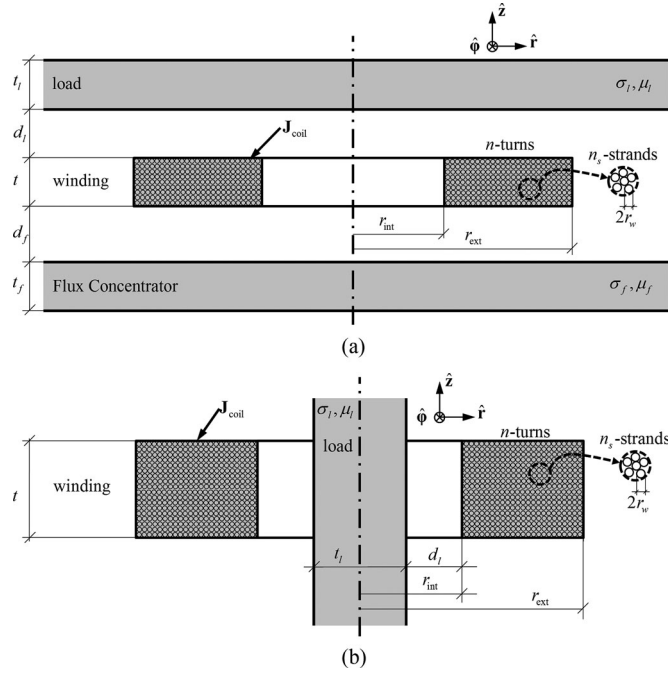 ẑ
φ̂ r̂
t_l load σ_l, μ_l
d_l
J_coil n-turns n_s-strands
t winding
2r_w
r_int
d_f r_ext
t_f Flux Concentrator σ_f, μ_f
(a)
ẑ
σ_l, μ_l φ̂ r̂
J_coil load n-turns n_s-strands
t winding
2r_w
t_l d_l
r_int
r_ext
(b)